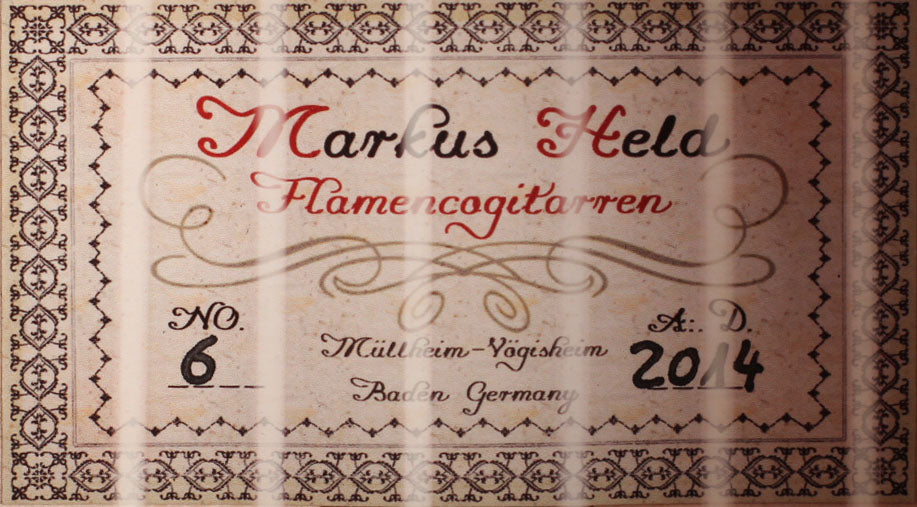 Markus Held
Flamencogitarren
NO. A:. D.
6 2014
Müllheim-Vögisheim
Baden Germany